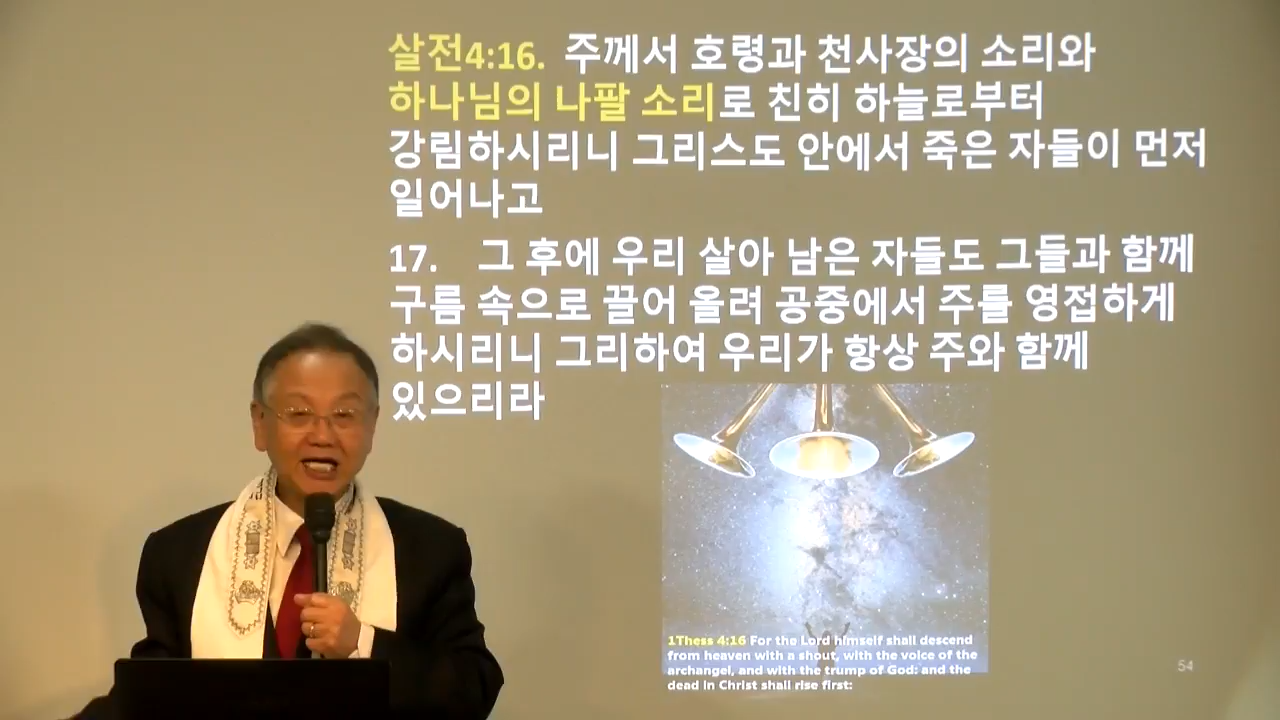 살전4:16. 주께서 호령과 천사장의 소리와
하나님의 나팔 소리로 친히 하늘로부터
강림하시리니 그리스도 안에서 죽은 자들이 먼저
일어나고
17. 그 후에 우리 살아 남은 자들도 그들과 함께
구름 속으로 끌어 올려 공중에서 주를 영접하게
하시리니 그리하여 우리가 항상 주와 함께
있으리라
1Thess 4:16 For the Lord himself shall descend
from heaven with a shout, with the voice of the
archangel, and with the trump of God: and the
dead in Christ shall rise first:
54